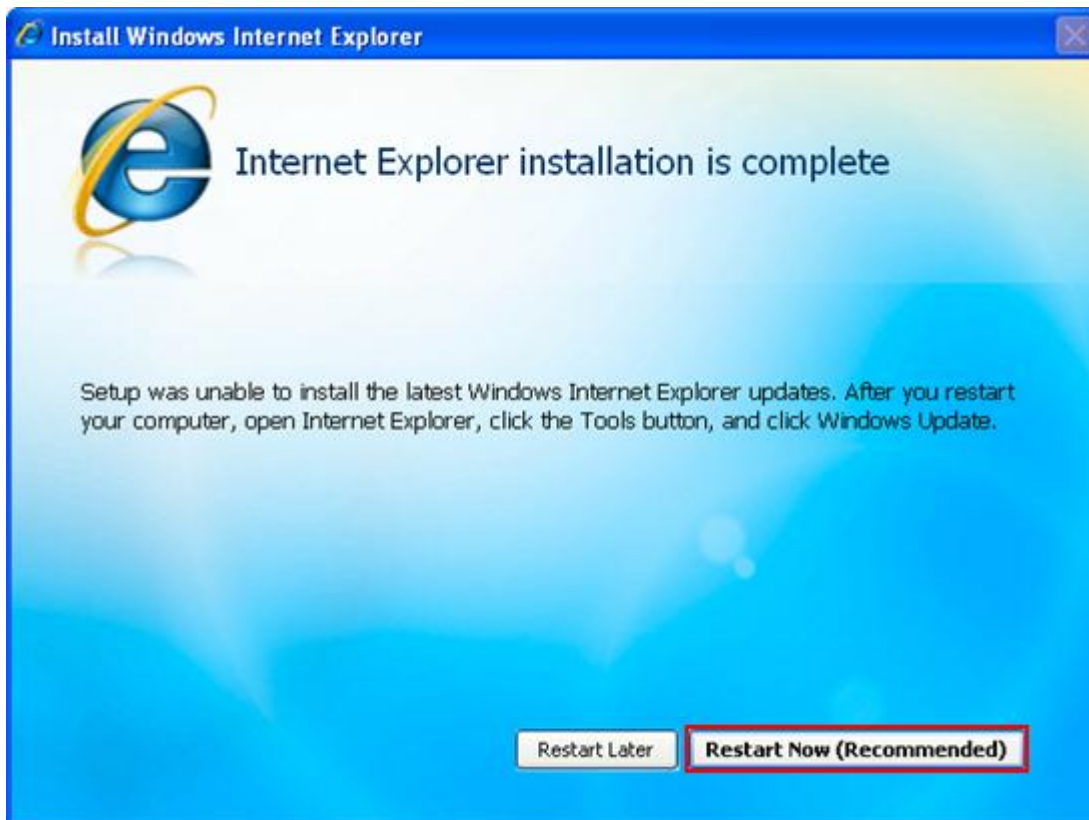 Install Windows Internet Explorer
Internet Explorer installation is complete
Setup was unable to install the latest Windows Internet Explorer updates. After you restart
your computer, open Internet Explorer, click the Tools button, and click Windows Update.
Restart Later
Restart Now (Recommended)